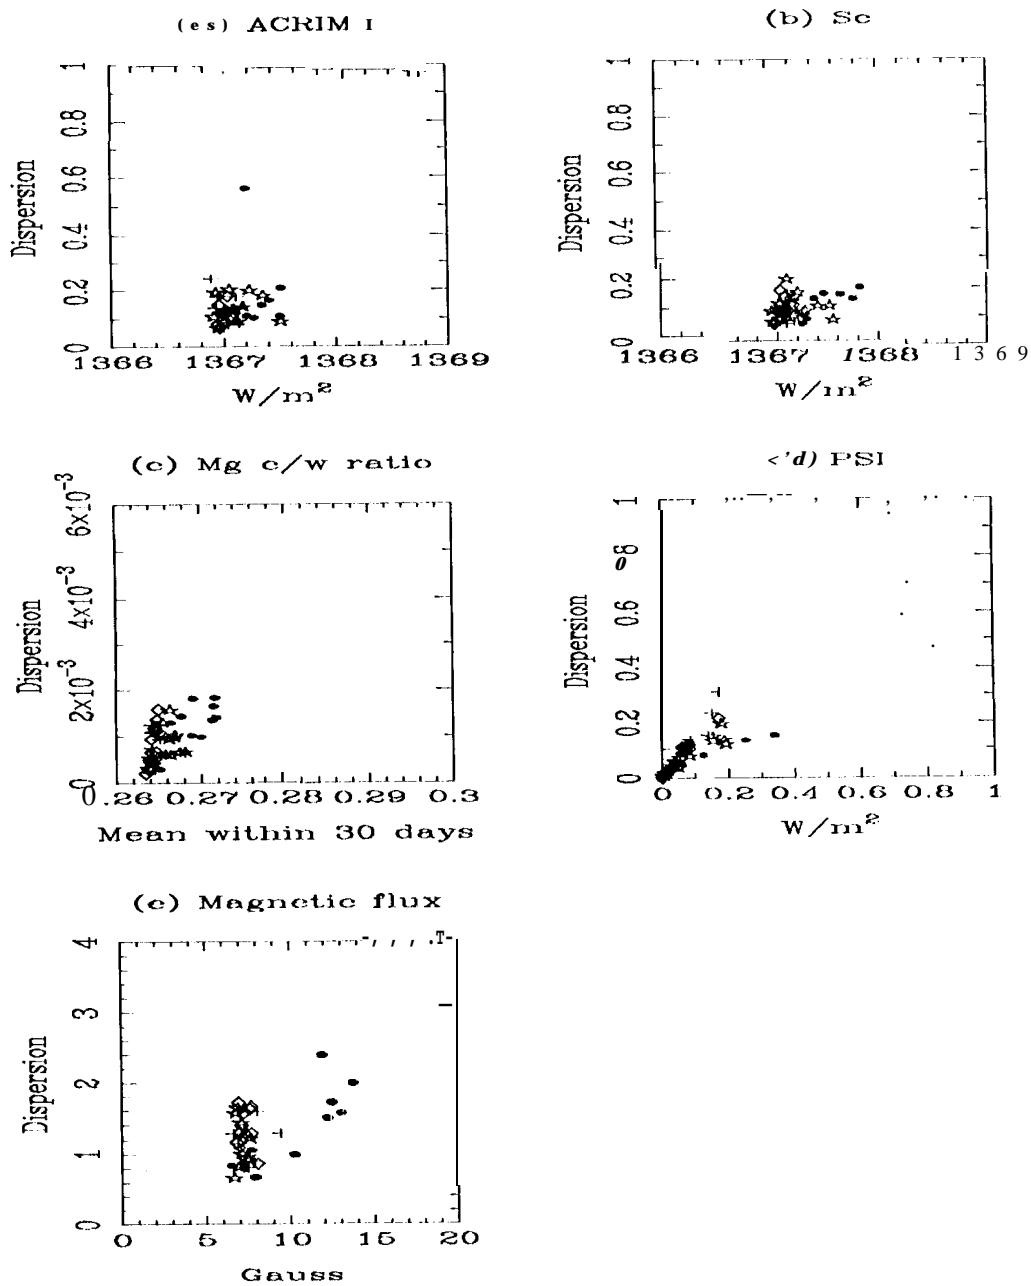 (es) ACRIM I
Dispersion
1
0.8
0.6
0.4
0.2
0
1366 1367 1368 1369
W/m²
(b) Sc
Dispersion
1
0.8
0.6
0.4
0.2
0
1366 1367 1368 1369
W/m²
(c) Mg c/w ratio
Dispersion
6x10⁻³
4x10⁻³
2x10⁻³
0
0.26 0.27 0.28 0.29 0.3
Mean within 30 days
<'d) PSI
Dispersion
1
0.8
0.6
0.4
0.2
0
0 0.2 0.4 0.6 0.8 1
W/m²
(e) Magnetic flux
Dispersion
4
3
2
1
0
0 5 10 15 20
Gauss